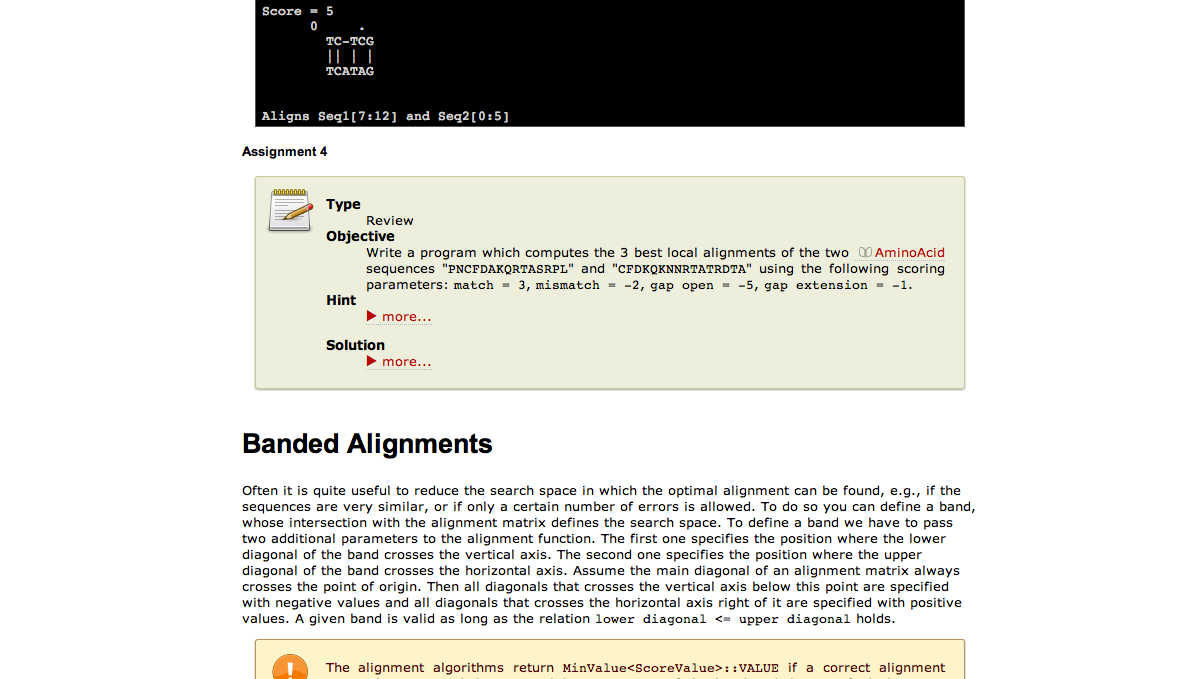 Score = 5
0     .
TC-TCG
|| | |
TCATAG
Aligns Seq1[7:12] and Seq2[0:5]
Assignment 4
Type
Review
Objective
Write a program which computes the 3 best local alignments of the two AminoAcid
sequences "PNCFDAKQRTASRPL" and "CFDKQKNNRTATRDTA" using the following scoring
parameters: match = 3, mismatch = -2, gap open = -5, gap extension = -1.
Hint
more...
Solution
more...
Banded Alignments
Often it is quite useful to reduce the search space in which the optimal alignment can be found, e.g., if the
sequences are very similar, or if only a certain number of errors is allowed. To do so you can define a band,
whose intersection with the alignment matrix defines the search space. To define a band we have to pass
two additional parameters to the alignment function. The first one specifies the position where the lower
diagonal of the band crosses the vertical axis. The second one specifies the position where the upper
diagonal of the band crosses the horizontal axis. Assume the main diagonal of an alignment matrix always
crosses the point of origin. Then all diagonals that crosses the vertical axis below this point are specified
with negative values and all diagonals that crosses the horizontal axis right of it are specified with positive
values. A given band is valid as long as the relation lower diagonal <= upper diagonal holds.
The alignment algorithms return MinValue<ScoreValue>::VALUE if a correct alignment